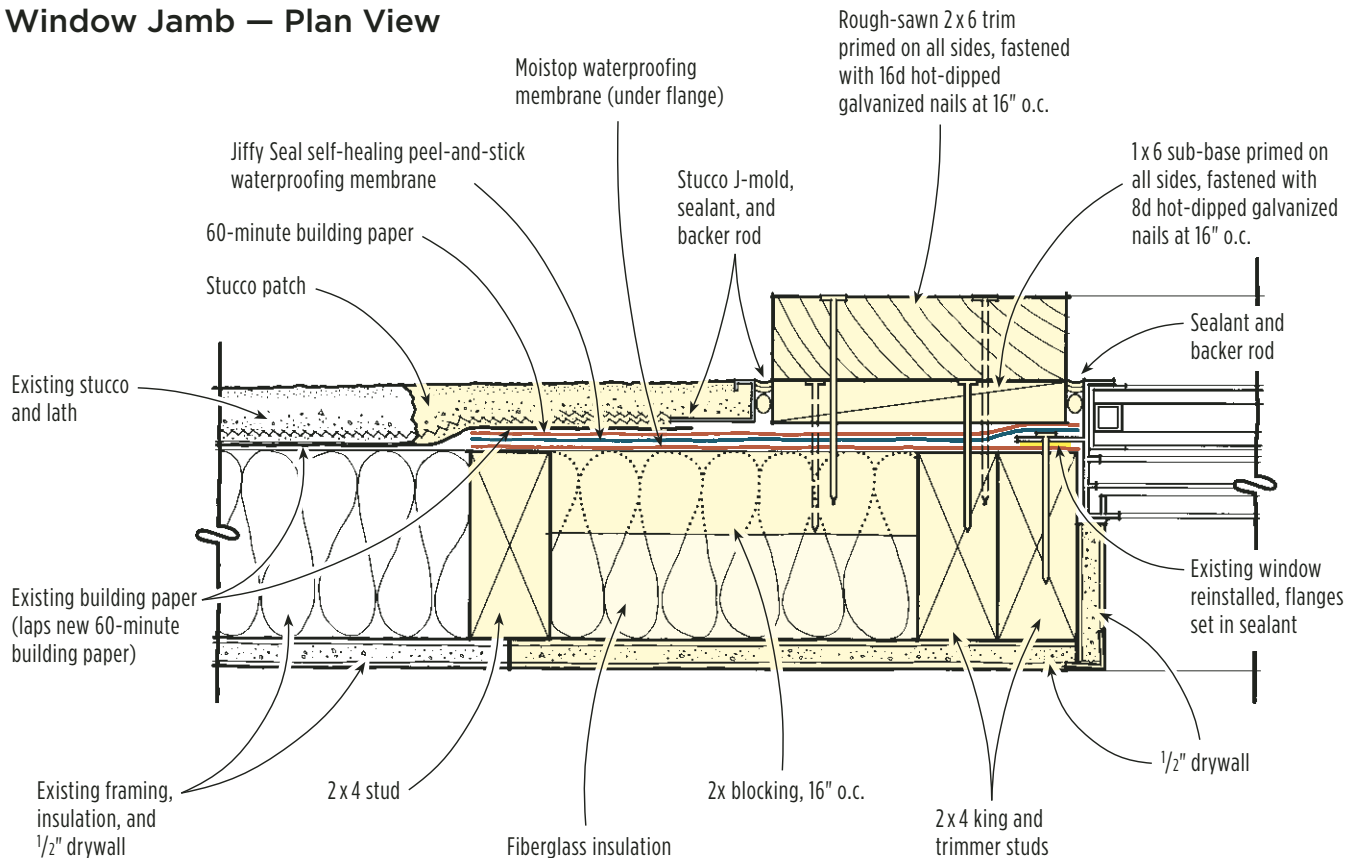 Window Jamb — Plan View
Rough-sawn 2 x 6 trim
primed on all sides, fastened
with 16d hot-dipped
galvanized nails at 16" o.c.
Moistop waterproofing
membrane (under flange)
Jiffy Seal self-healing peel-and-stick
waterproofing membrane
Stucco J-mold,
sealant, and
backer rod
1 x 6 sub-base primed on
all sides, fastened with
8d hot-dipped galvanized
nails at 16" o.c.
60-minute building paper
Stucco patch
Sealant and
backer rod
Existing stucco
and lath
Existing building paper
(laps new 60-minute
building paper)
Existing window
reinstalled, flanges
set in sealant
Existing framing,
insulation, and
1/2" drywall
2 x 4 stud
Fiberglass insulation
2x blocking, 16" o.c.
2 x 4 king and
trimmer studs
1/2" drywall